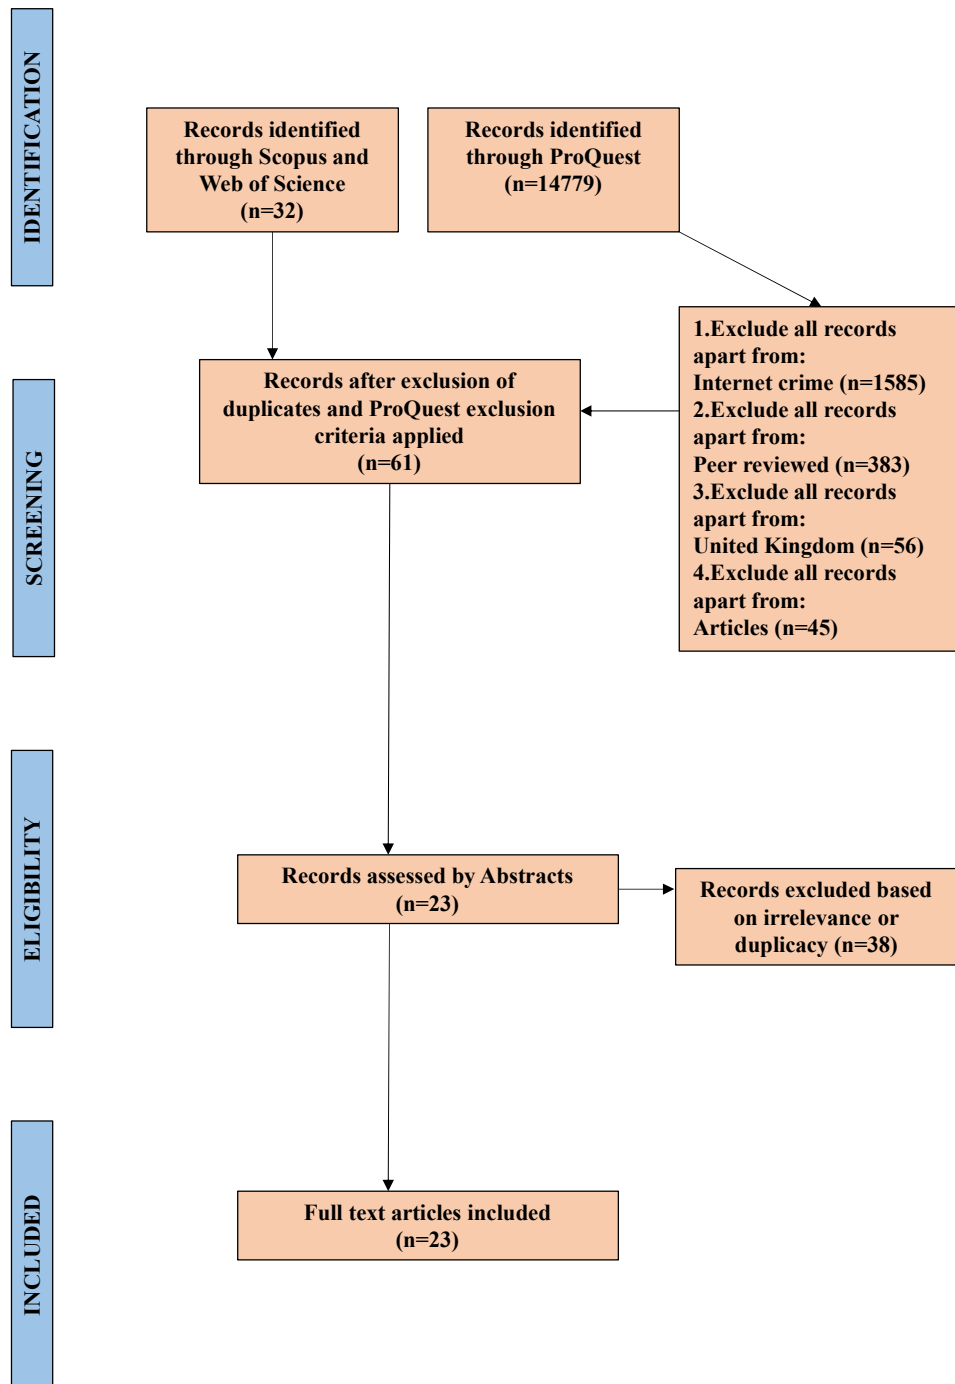 IDENTIFICATION
Records identified
through Scopus and
Web of Science
(n=32)
Records identified
through ProQuest
(n=14779)
SCREENING
Records after exclusion of
duplicates and ProQuest exclusion
criteria applied
(n=61)
1.Exclude all records
apart from:
Internet crime (n=1585)
2.Exclude all records
apart from:
Peer reviewed (n=383)
3.Exclude all records
apart from:
United Kingdom (n=56)
4.Exclude all records
apart from:
Articles (n=45)
ELIGIBILITY
Records assessed by Abstracts
(n=23)
Records excluded based
on irrelevance or
duplicacy (n=38)
INCLUDED
Full text articles included
(n=23)